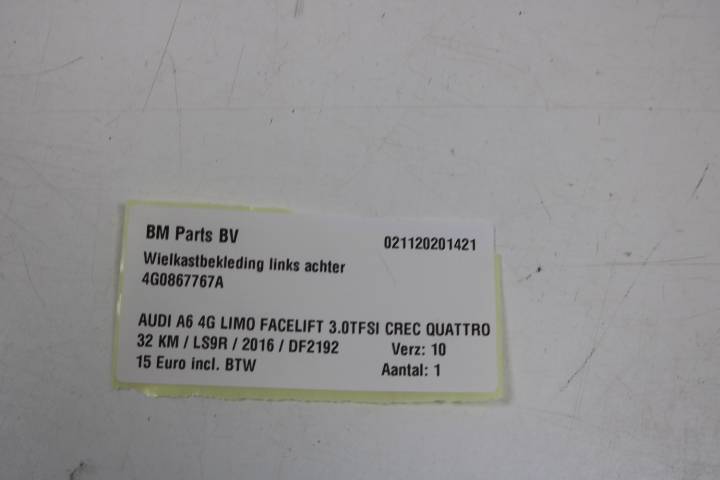 BM Parts BV 021120201421
Wielkastbekleding links achter
4G0867767A
AUDI A6 4G LIMO FACELIFT 3.0TFSI CREC QUATTRO
32 KM / LS9R / 2016 / DF2192 Verz: 10
15 Euro incl. BTW Aantal: 1